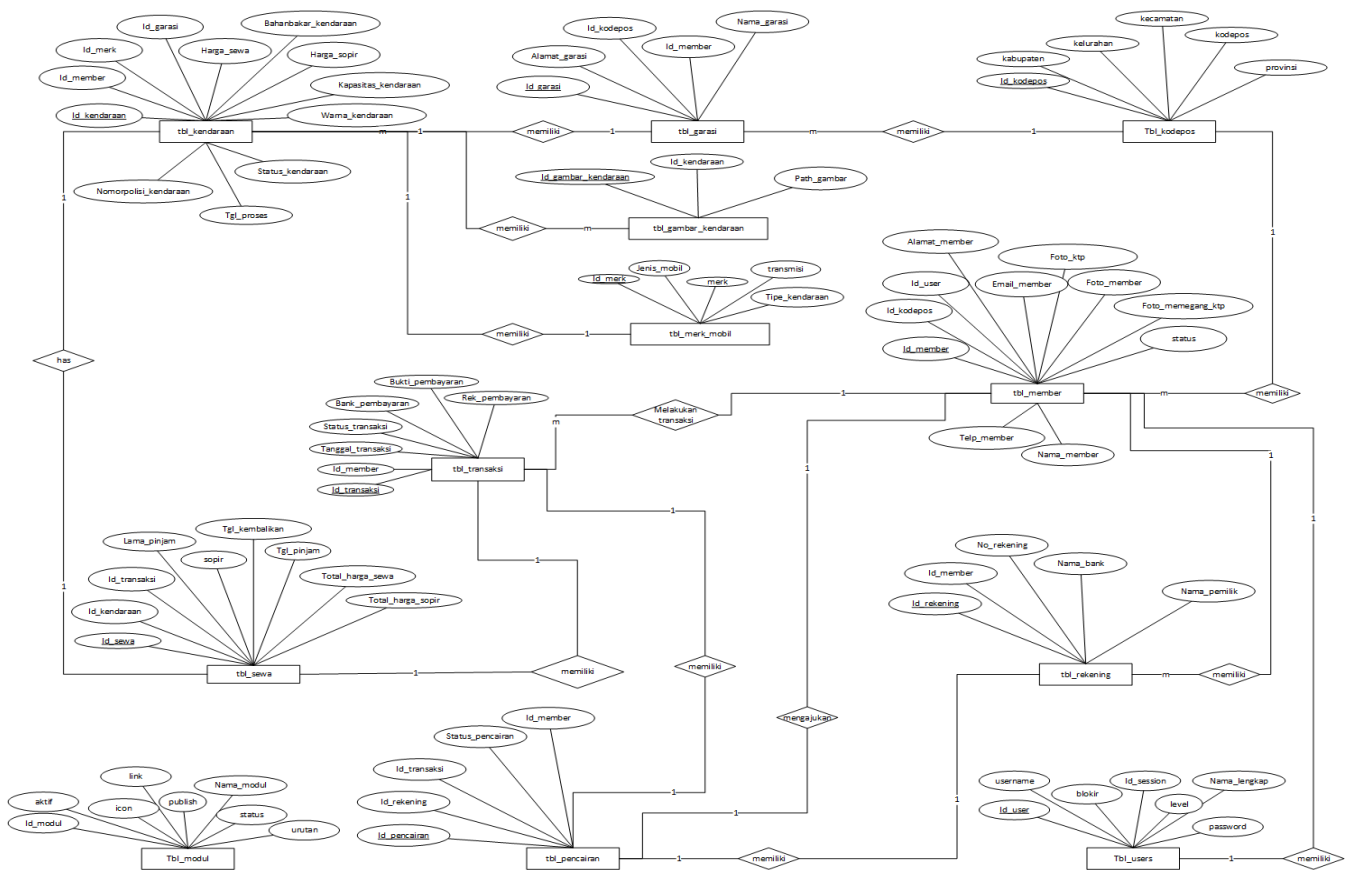 Id_garasi
Bahanbakar_kendaraan
Id_merk
Harga_sewa
Harga_sopir
Id_member
Kapasitas_kendaraan
Id_kendaraan
Warna_kendaraan
tbl_kendaraan
Status_kendaraan
Nomorpolisi_kendaraan
Tgl_proses
m
1
memiliki
1
Nama_garasi
Id_kodepos
Id_member
Alamat_garasi
Id_garasi
tbl_garasi
m
memiliki
1
kecamatan
kodepos
kelurahan
kabupaten
provinsi
Id_kodepos
Tbl_kodepos
1
1
1
Id_kendaraan
Id_gambar_kendaraan
Path_gambar
tbl_gambar_kendaraan
memiliki
m
Jenis_mobil
transmisi
Id_merk
merk
Tipe_kendaraan
tbl_merk_mobil
memiliki
1
Alamat_member
Foto_ktp
Id_user
Email_member
Foto_member
Id_kodepos
Foto_memegang_ktp
status
Id_member
tbl_member
m
memiliki
Telp_member
Nama_member
has
Bukti_pembayaran
Bank_pembayaran
Rek_pembayaran
Status_transaksi
Tanggal_transaksi
Id_member
Id_transaksi
tbl_transaksi
m
Melakukan
transaksi
1
1
1
1
1
1
Tgl_kembalikan
Lama_pinjam
sopir
Tgl_pinjam
Id_transaksi
Total_harga_sewa
Total_harga_sopir
Id_kendaraan
Id_sewa
tbl_sewa
1
memiliki
1
memiliki
No_rekening
Id_member
Nama_bank
Nama_pemilik
Id_rekening
tbl_rekening
m
memiliki
mengajukan
link
Nama_modul
aktif
icon
publish
status
Id_modul
urutan
Tbl_modul
Id_member
Status_pencairan
Id_transaksi
Id_rekening
Id_pencairan
tbl_pencairan
1
1
1
1
memiliki
username
Id_session
Nama_lengkap
blokir
level
Id_user
password
Tbl_users
1
memiliki